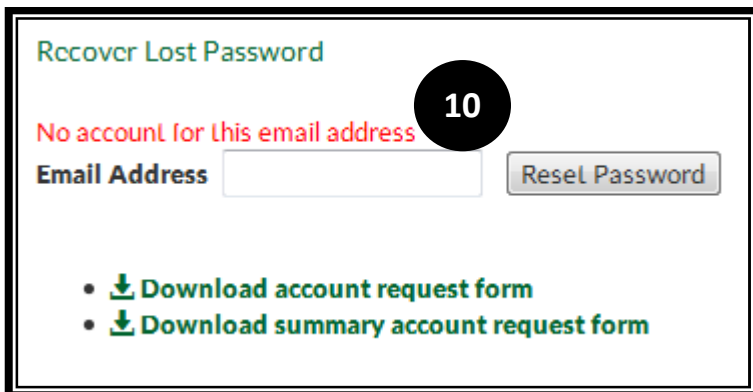 Recover Lost Password
10
No account for this email address
Email Address Reset Password
Download account request form
Download summary account request form